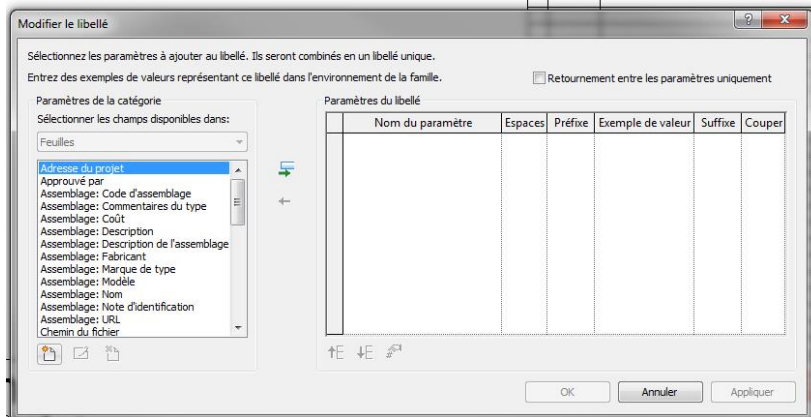 Modifier le libellé
Sélectionnez les paramètres à ajouter au libellé. Ils seront combinés en un libellé unique.
Entrez des exemples de valeurs représentant ce libellé dans l'environnement de la famille.
Retournement entre les paramètres uniquement
Paramètres de la catégorie
Sélectionner les champs disponibles dans:
Feuilles
Adresse du projet
Approuvé par
Assemblage: Code d'assemblage
Assemblage: Commentaires du type
Assemblage: Coût
Assemblage: Description
Assemblage: Description de l'assemblage
Assemblage: Fabricant
Assemblage: Marque de type
Assemblage: Modèle
Assemblage: Nom
Assemblage: Note d'identification
Assemblage: URL
Chemin du fichier
Paramètres du libellé
Nom du paramètre Espaces Préfixe Exemple de valeur Suffixe Couper
OK Annuler Appliquer